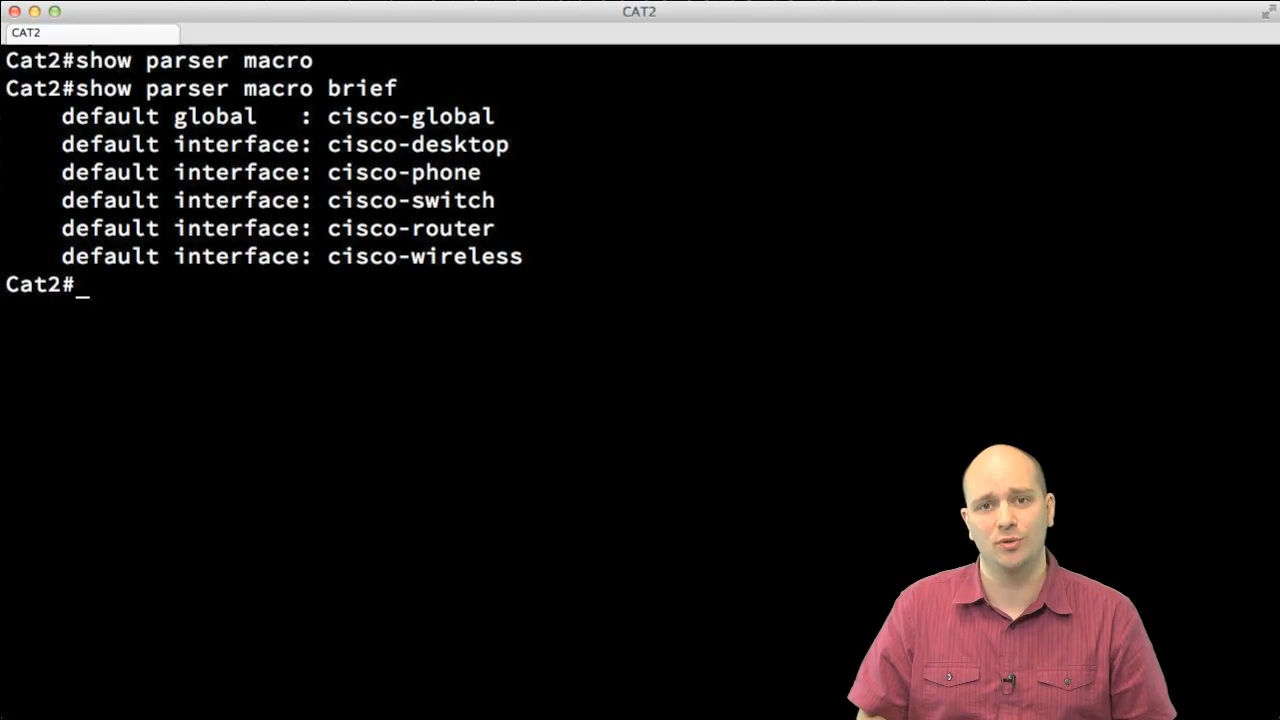 CAT2
CAT2
Cat2#show parser macro
Cat2#show parser macro brief
    default global   : cisco-global
    default interface: cisco-desktop
    default interface: cisco-phone
    default interface: cisco-switch
    default interface: cisco-router
    default interface: cisco-wireless
Cat2#_